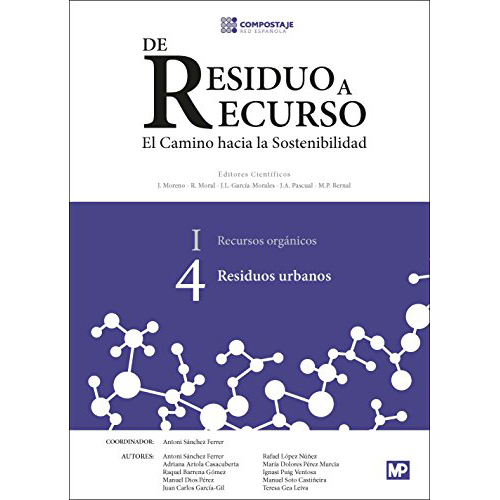 COMPOSTAJE
RED ESPAÑOLA
DE
RESIDUO A
RECURSO
El Camino hacia la Sostenibilidad
Editores Científicos
J. Moreno · R. Moral · J.L. García Morales · J.A. Pascual · M.P. Bernal
I Recursos orgánicos
4 Residuos urbanos
COORDINADOR: Antoni Sánchez Ferrer
AUTORES: Antoni Sánchez Ferrer Rafael López Núñez
Adriana Artola Casacuberta María Dolores Pérez Murcia
Raquel Barrena Gómez Ignasi Puig Ventosa
Manuel Dios Pérez Manuel Soto Castiñeira
Juan Carlos García-Gil Teresa Gea Leiva
MP